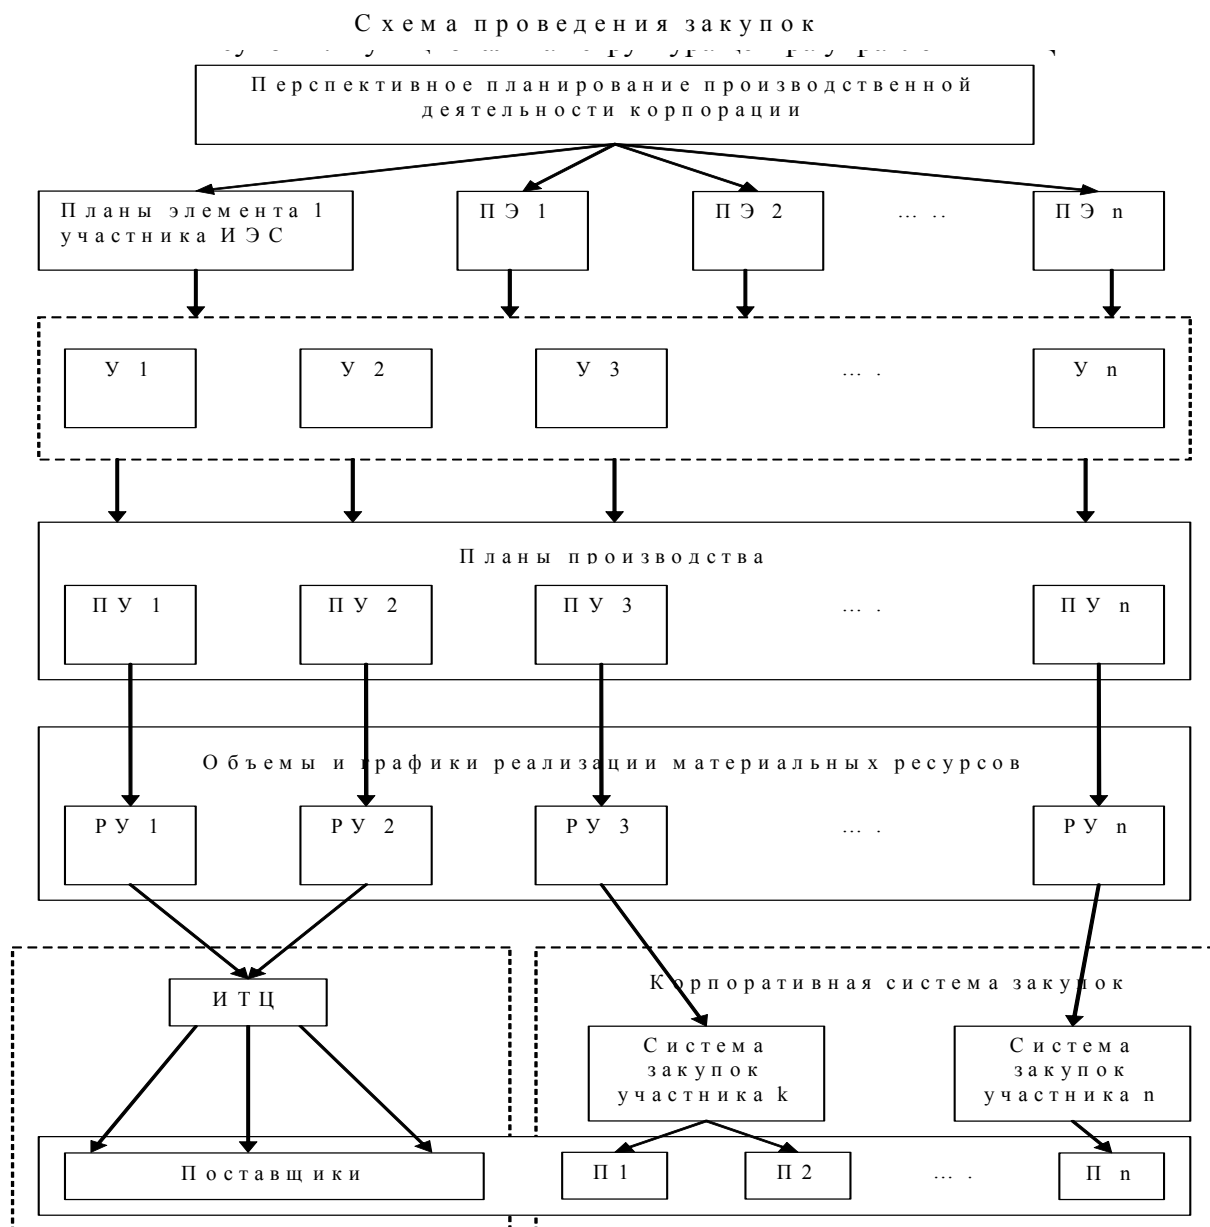 Схема проведения закупок
Перспективное планирование производственной
деятельности корпорации
Планы элемента 1
участника ИЭС
ПЭ 1
ПЭ 2
... ..
ПЭ n
У 1
У 2
У 3
... .
У n
Планы производства
ПУ 1
ПУ 2
ПУ 3
... .
ПУ n
Объемы и графики реализации материальных ресурсов
РУ 1
РУ 2
РУ 3
... .
РУ n
ИТЦ
Корпоративная система закупок
Система
закупок
участника k
Система
закупок
участника n
Поставщики
П 1
П 2
... .
П n